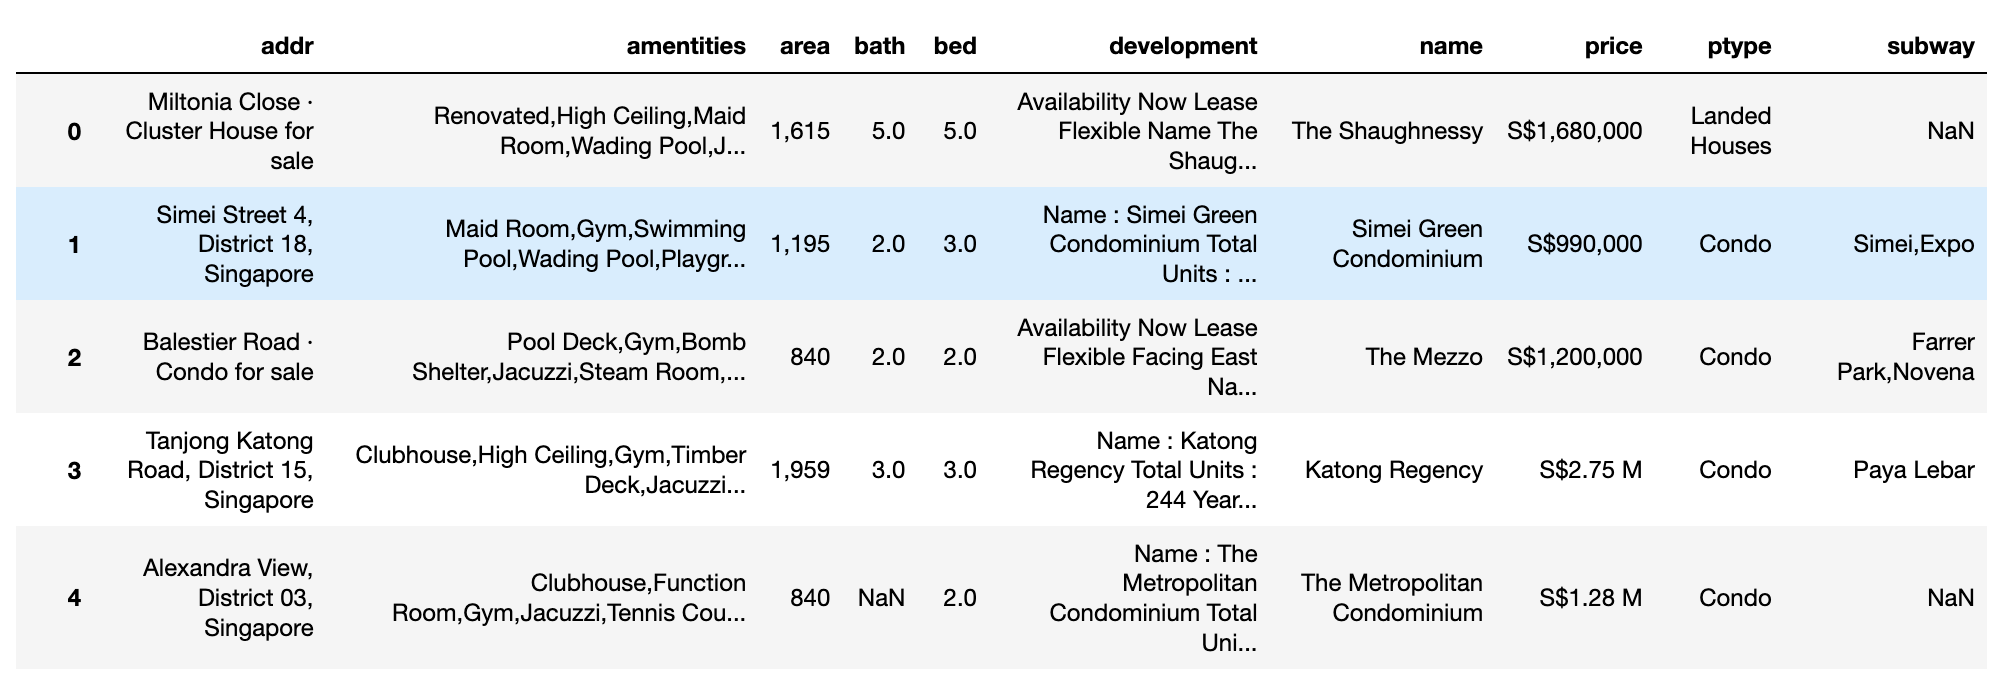 addr amentities area bath bed development name price ptype subway
0 Miltonia Close · Cluster House for sale Renovated,High Ceiling,Maid Room,Wading Pool,J... 1,615 5.0 5.0 Availability Now Lease Flexible Name The Shaug... The Shaughnessy S$1,680,000 Landed Houses NaN
1 Simei Street 4, District 18, Singapore Maid Room,Gym,Swimming Pool,Wading Pool,Playgr... 1,195 2.0 3.0 Name : Simei Green Condominium Total Units : ... Simei Green Condominium S$990,000 Condo Simei,Expo
2 Balestier Road · Condo for sale Pool Deck,Gym,Bomb Shelter,Jacuzzi,Steam Room,... 840 2.0 2.0 Availability Now Lease Flexible Facing East Na... The Mezzo S$1,200,000 Condo Farrer Park,Novena
3 Tanjong Katong Road, District 15, Singapore Clubhouse,High Ceiling,Gym,Timber Deck,Jacuzzi... 1,959 3.0 3.0 Name : Katong Regency Total Units : 244 Year... Katong Regency S$2.75 M Condo Paya Lebar
4 Alexandra View, District 03, Singapore Clubhouse,Function Room,Gym,Jacuzzi,Tennis Cou... 840 NaN 2.0 Name : The Metropolitan Condominium Total Uni... The Metropolitan Condominium S$1.28 M Condo NaN